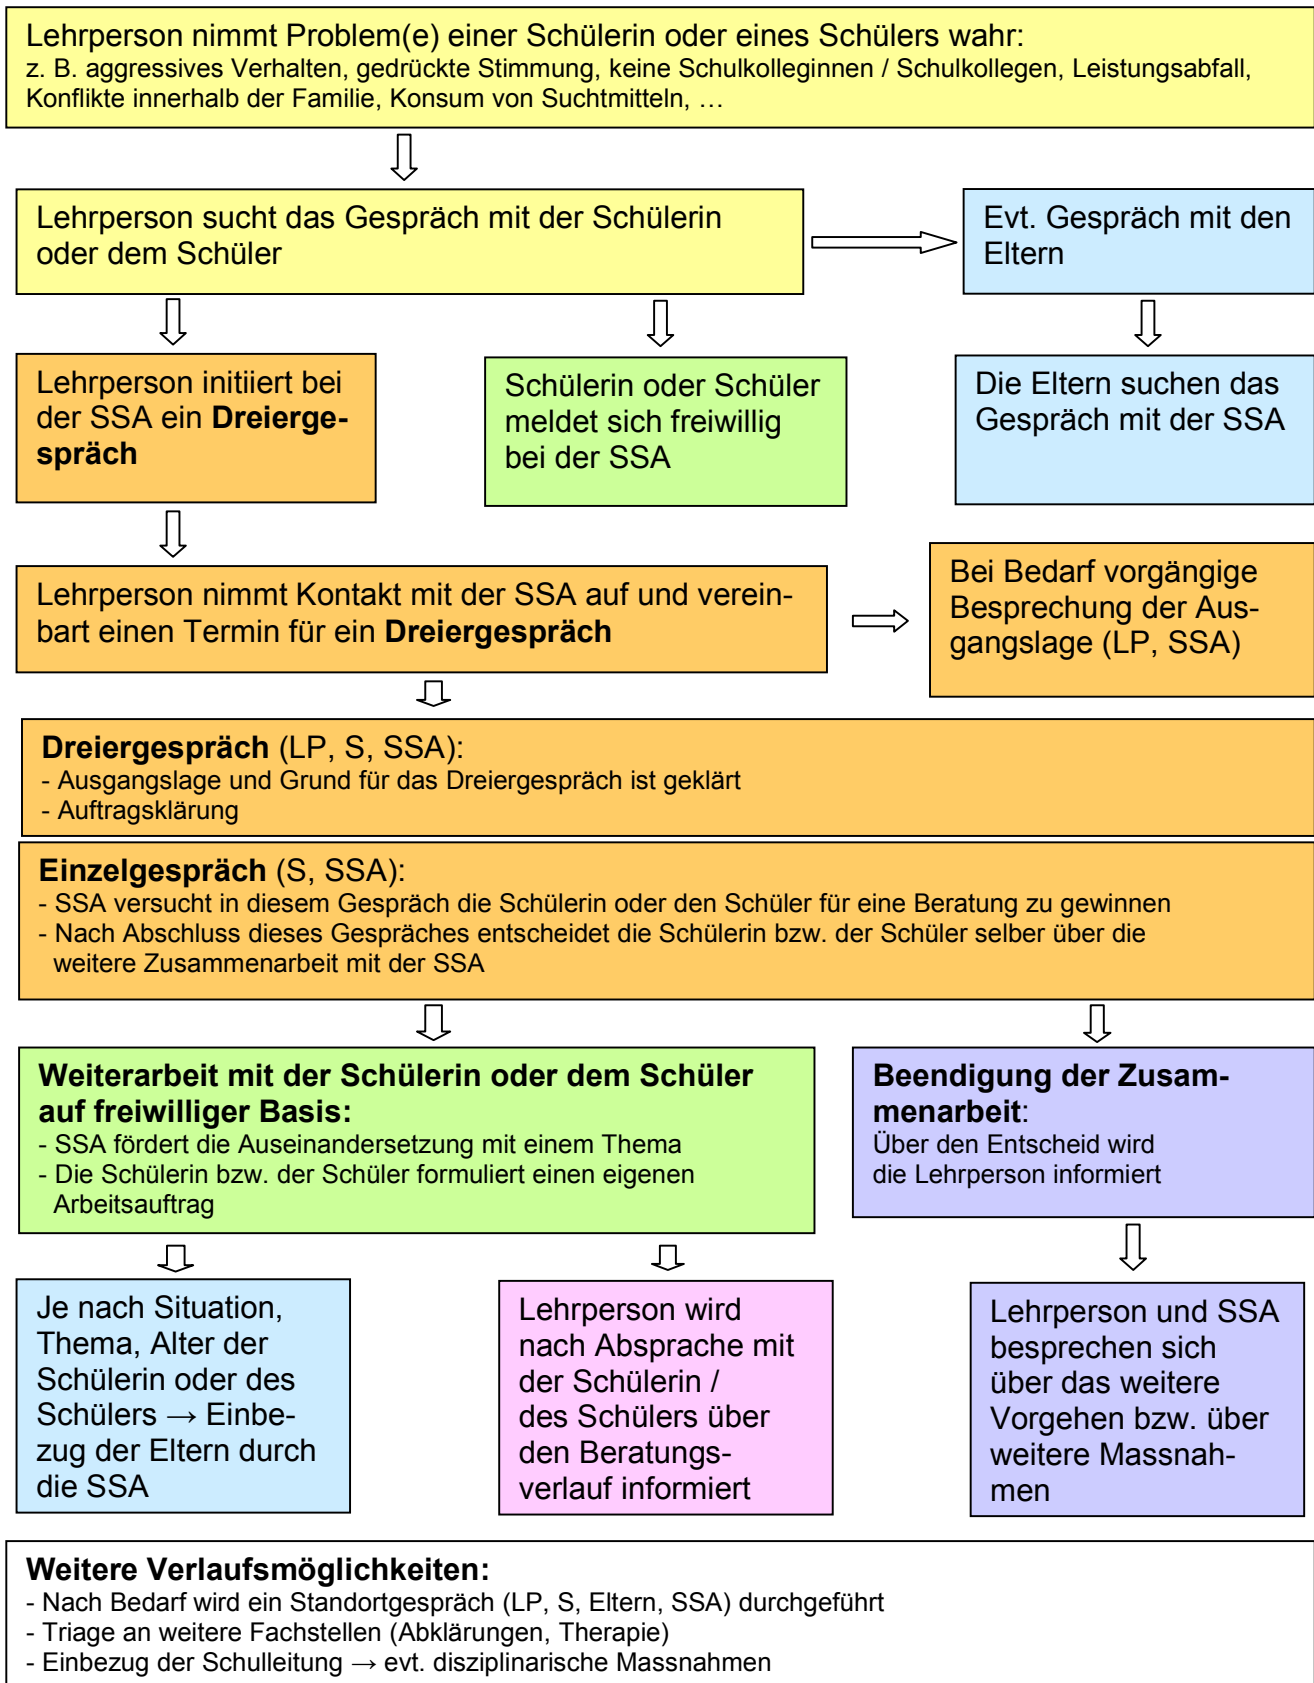 Lehrperson nimmt Problem(e) einer Schülerin oder eines Schülers wahr:
z. B. aggressives Verhalten, gedrückte Stimmung, keine Schulkolleginnen / Schulkollegen, Leistungsabfall,
Konflikte innerhalb der Familie, Konsum von Suchtmitteln, …
Lehrperson sucht das Gespräch mit der Schülerin
oder dem Schüler
Evt. Gespräch mit den
Eltern
Lehrperson initiiert bei
der SSA ein Dreierge-
spräch
Schülerin oder Schüler
meldet sich freiwillig
bei der SSA
Die Eltern suchen das
Gespräch mit der SSA
Lehrperson nimmt Kontakt mit der SSA auf und verein-
bart einen Termin für ein Dreiergespräch
Bei Bedarf vorgängige
Besprechung der Aus-
gangslage (LP, SSA)
Dreiergespräch (LP, S, SSA):
- Ausgangslage und Grund für das Dreiergespräch ist geklärt
- Auftragsklärung
Einzelgespräch (S, SSA):
- SSA versucht in diesem Gespräch die Schülerin oder den Schüler für eine Beratung zu gewinnen
- Nach Abschluss dieses Gespräches entscheidet die Schülerin bzw. der Schüler selber über die
weitere Zusammenarbeit mit der SSA
Weiterarbeit mit der Schülerin oder dem Schüler
auf freiwilliger Basis:
- SSA fördert die Auseinandersetzung mit einem Thema
- Die Schülerin bzw. der Schüler formuliert einen eigenen
Arbeitsauftrag
Beendigung der Zusam-
menarbeit:
Über den Entscheid wird
die Lehrperson informiert
Je nach Situation,
Thema, Alter der
Schülerin oder des
Schülers → Einbe-
zug der Eltern durch
die SSA
Lehrperson wird
nach Absprache mit
der Schülerin /
des Schülers über
den Beratungs-
verlauf informiert
Lehrperson und SSA
besprechen sich
über das weitere
Vorgehen bzw. über
weitere Massnah-
men
Weitere Verlaufsmöglichkeiten:
- Nach Bedarf wird ein Standortgespräch (LP, S, Eltern, SSA) durchgeführt
- Triage an weitere Fachstellen (Abklärungen, Therapie)
- Einbezug der Schulleitung → evt. disziplinarische Massnahmen